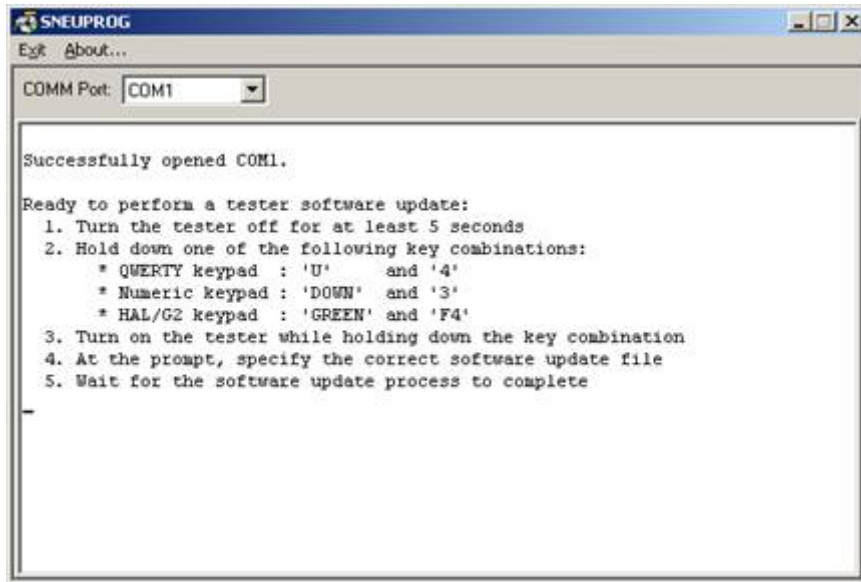 SNEUPROG
Exit About...
COMM Port: COM1
Successfully opened COM1.
Ready to perform a tester software update:
1. Turn the tester off for at least 5 seconds
2. Hold down one of the following key combinations:
* QWERTY keypad : 'U' and '4'
* Numeric keypad : 'DOWN' and '3'
* HAL/G2 keypad : 'GREEN' and 'F4'
3. Turn on the tester while holding down the key combination
4. At the prompt, specify the correct software update file
5. Wait for the software update process to complete